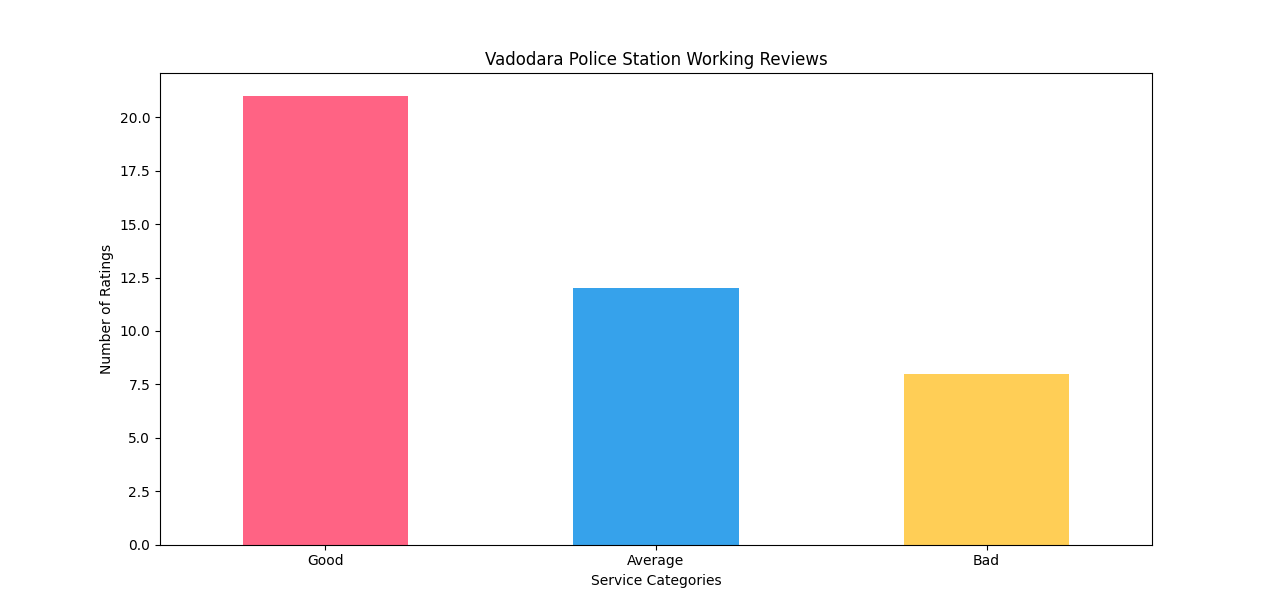 Vadodara Police Station Working Reviews
20.0
17.5
15.0
12.5
10.0
7.5
5.0
2.5
0.0
Number of Ratings
Good Average Bad
Service Categories